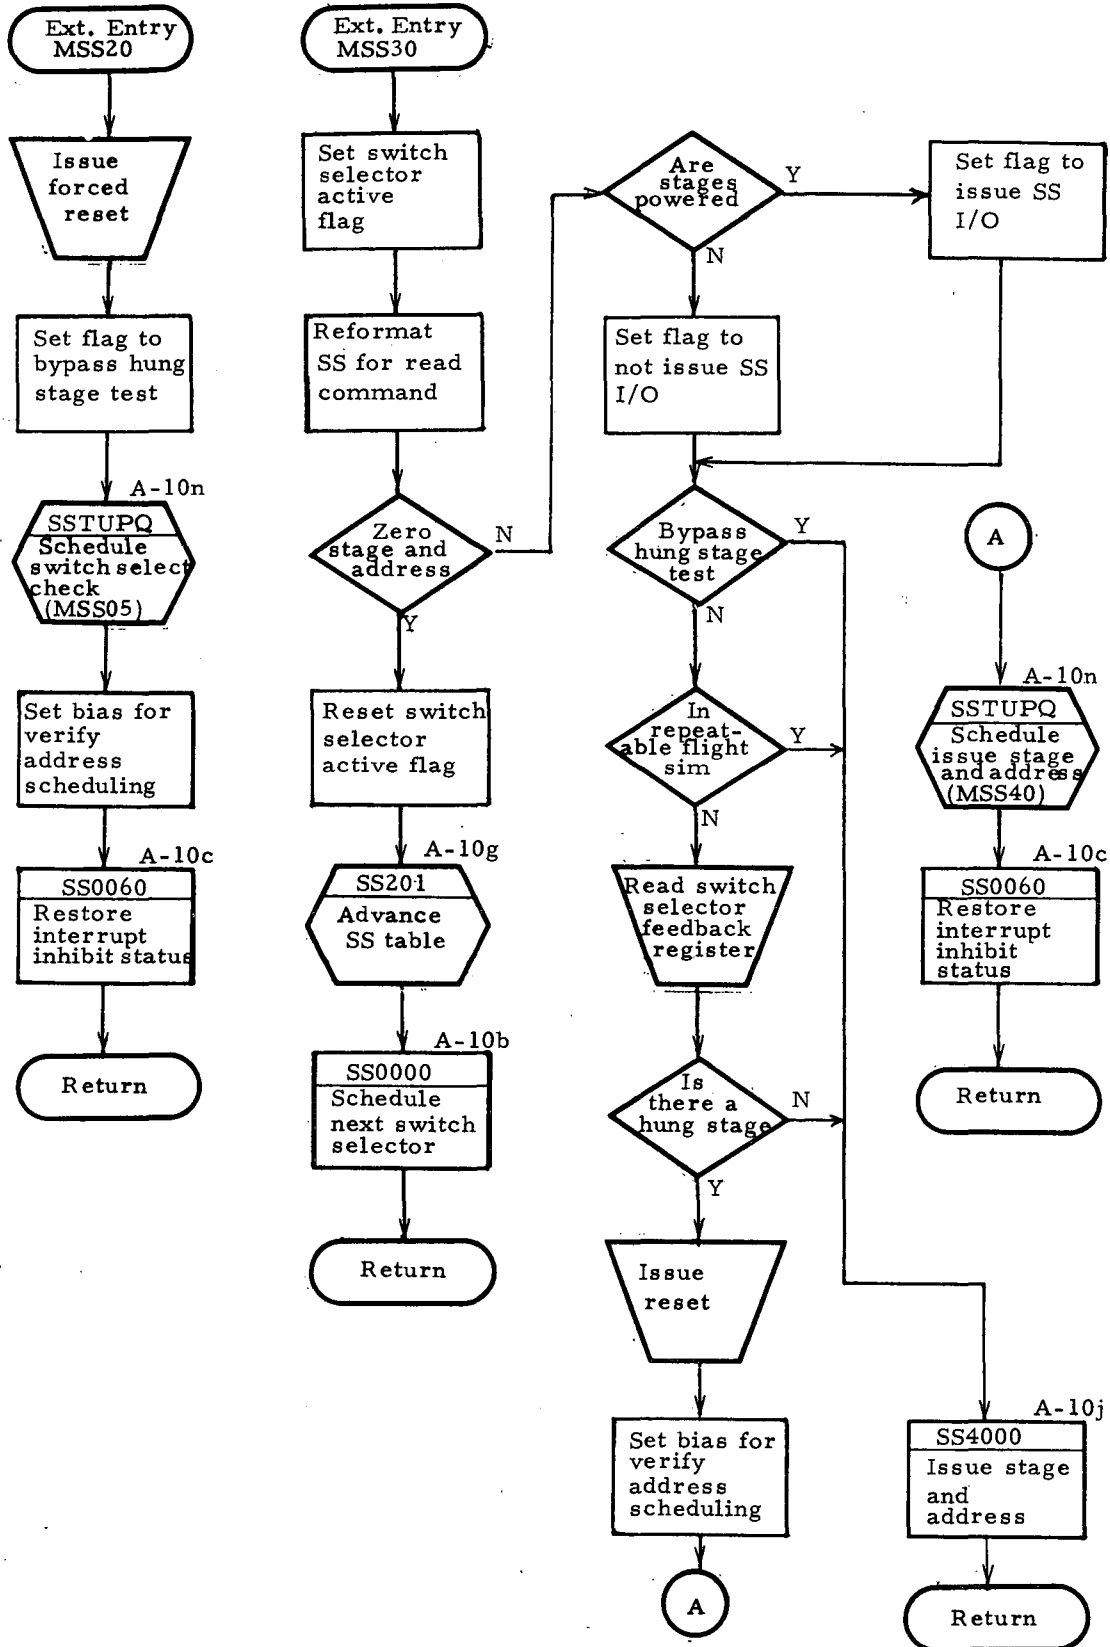 Ext. Entry
MSS20
Issue
forced
reset
Set flag to
bypass hung
stage test
A-10n
SSTUPQ
Schedule
switch select
check
(MSS05)
Set bias for
verify
address
scheduling
A-10c
SS0060
Restore
interrupt
inhibit status
Return
Ext. Entry
MSS30
Set switch
selector
active
flag
Reformat
SS for read
command
Zero
stage and
address
N
Y
Reset switch
selector
active flag
A-10g
SS201
Advance
SS table
A-10b
SS0000
Schedule
next switch
selector
Return
Are
stages
powered
Y
N
Set flag to
issue SS
I/O
Set flag to
not issue SS
I/O
Bypass
hung stage
test
Y
N
In
repeat-
able flight
sim
Y
N
Read switch
selector
feedback
register
Is
there a
hung stage
N
Y
Issue
reset
Set bias for
verify
address
scheduling
A
A
A-10n
SSTUPQ
Schedule
issue stage
and address
(MSS40)
A-10c
SS0060
Restore
interrupt
inhibit
status
Return
A-10j
SS4000
Issue stage
and
address
Return